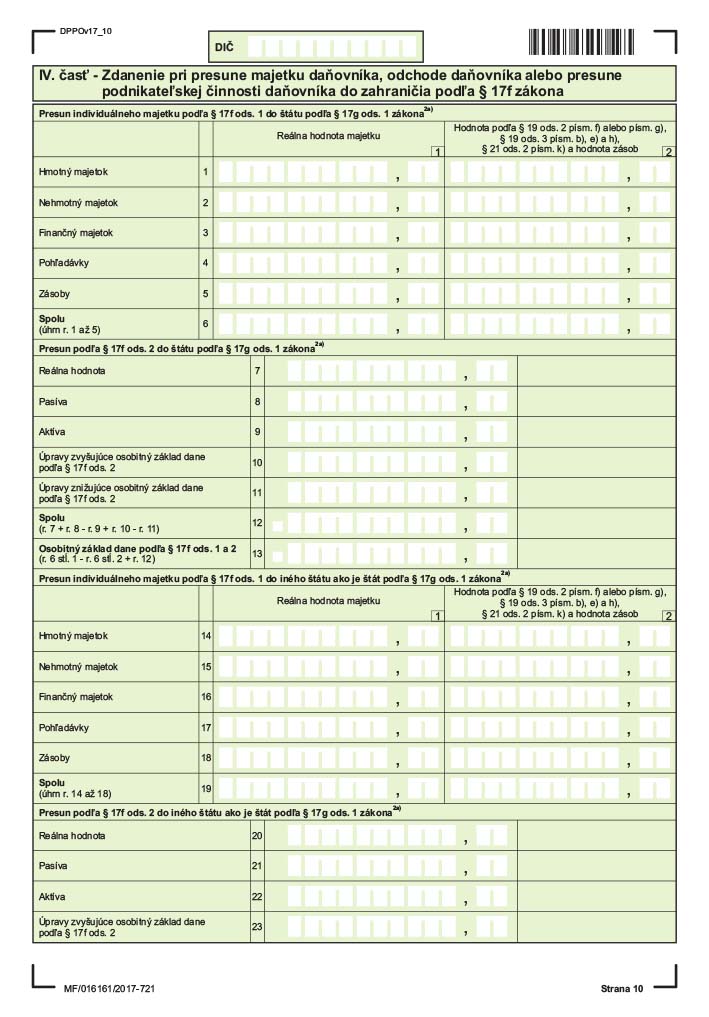 DPPOv17_10
DIČ
IV. časť - Zdanenie pri presune majetku daňovníka, odchode daňovníka alebo presune
podnikateľskej činnosti daňovníka do zahraničia podľa § 17f zákona
Presun individuálneho majetku podľa § 17f ods. 1 do štátu podľa § 17g ods. 1 zákona2a)
Reálna hodnota majetku
1
Hodnota podľa § 19 ods. 2 písm. f) alebo písm. g),
§ 19 ods. 3 písm. b), e) a h),
§ 21 ods. 2 písm. k) a hodnota zásob
2
Hmotný majetok 1 , ,
Nehmotný majetok 2 , ,
Finančný majetok 3 , ,
Pohľadávky 4 , ,
Zásoby 5 , ,
Spolu
(úhrn r. 1 až 5) 6 , ,
Presun podľa § 17f ods. 2 do štátu podľa § 17g ods. 1 zákona2a)
Reálna hodnota 7 ,
Pasíva 8 ,
Aktíva 9 ,
Úpravy zvyšujúce osobitný základ dane
podľa § 17f ods. 2 10 ,
Úpravy znižujúce osobitný základ dane
podľa § 17f ods. 2 11 ,
Spolu
(r. 7 + r. 8 - r. 9 + r. 10 - r. 11) 12 ,
Osobitný základ dane podľa § 17f ods. 1 a 2
(r. 6 stĺ. 1 - r. 6 stĺ. 2 + r. 12) 13 ,
Presun individuálneho majetku podľa § 17f ods. 1 do iného štátu ako je štát podľa § 17g ods. 1 zákona2a)
Reálna hodnota majetku
1
Hodnota podľa § 19 ods. 2 písm. f) alebo písm. g),
§ 19 ods. 3 písm. b), e) a h),
§ 21 ods. 2 písm. k) a hodnota zásob
2
Hmotný majetok 14 , ,
Nehmotný majetok 15 , ,
Finančný majetok 16 , ,
Pohľadávky 17 , ,
Zásoby 18 , ,
Spolu
(úhrn r. 14 až 18) 19 , ,
Presun podľa § 17f ods. 2 do iného štátu ako je štát podľa § 17g ods. 1 zákona2a)
Reálna hodnota 20 ,
Pasíva 21 ,
Aktíva 22 ,
Úpravy zvyšujúce osobitný základ dane
podľa § 17f ods. 2 23 ,
MF/016161/2017-721
Strana 10